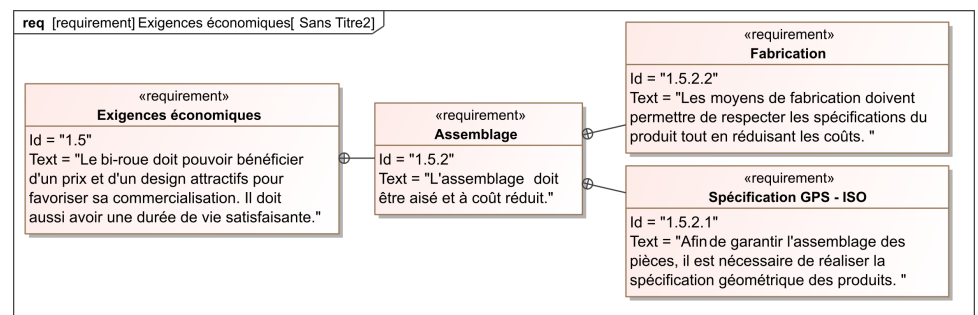 req [requirement] Exigences économiques[ Sans Titre2]
«requirement»
Exigences économiques
Id = "1.5"
Text = "Le bi-roue doit pouvoir bénéficier
d'un prix et d'un design attractifs pour
favoriser sa commercialisation. Il doit
aussi avoir une durée de vie satisfaisante."
«requirement»
Assemblage
Id = "1.5.2"
Text = "L'assemblage doit
être aisé et à coût réduit."
«requirement»
Fabrication
Id = "1.5.2.2"
Text = "Les moyens de fabrication doivent
permettre de respecter les spécifications du
produit tout en réduisant les coûts. "
«requirement»
Spécification GPS - ISO
Id = "1.5.2.1"
Text = "Afin de garantir l'assemblage des
pièces, il est nécessaire de réaliser la
spécification géométrique des produits. "